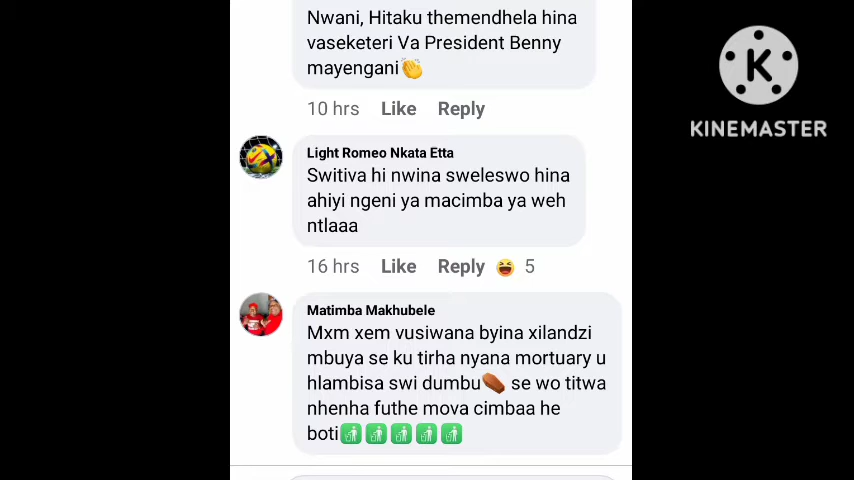 Nwani, Hitaku themendhela hina
vaseketeri Va President Benny
mayengani👏
10 hrs Like Reply
Light Romeo Nkata Etta
Switiva hi nwina sweleswo hina
ahiyi ngeni ya macimba ya weh
ntlaaa
16 hrs Like Reply 😆 5
Matimba Makhubele
Mxm xem vusiwana byina xilandzi
mbuya se ku tirha nyana mortuary u
hlambisa swi dumbu⚰️ se wo titwa
nhenha futhe mova cimbaa he
boti🚮🚮🚮🚮🚮
K
KINEMASTER